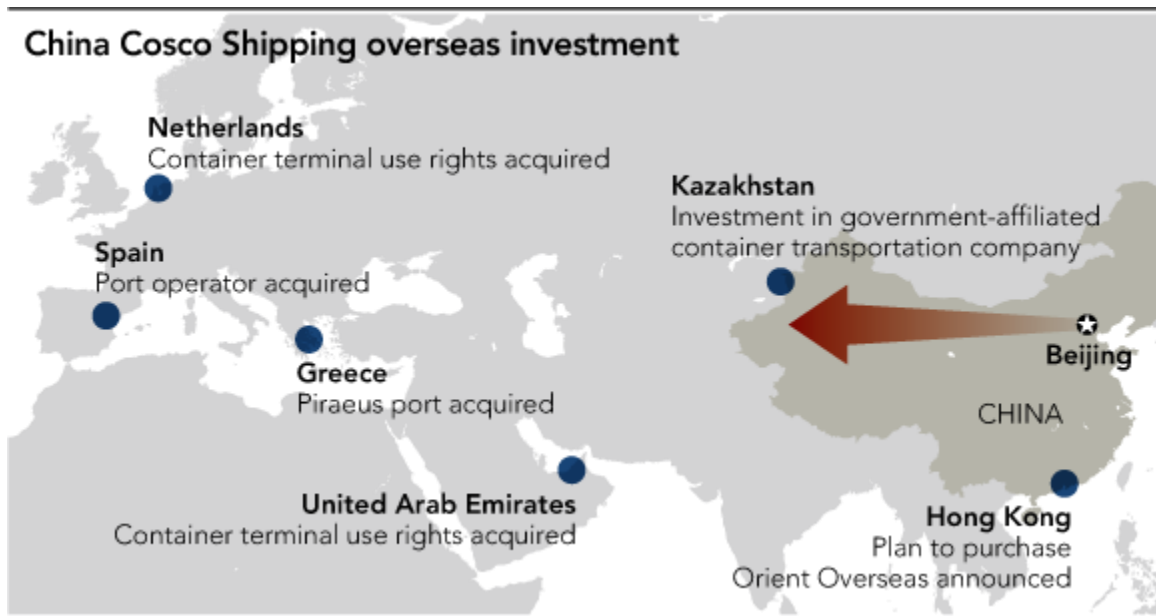 China Cosco Shipping overseas investment
Netherlands
Container terminal use rights acquired
Kazakhstan
Investment in government-affiliated
container transportation company
Spain
Port operator acquired
Beijing
Greece
Piraeus port acquired
CHINA
United Arab Emirates
Container terminal use rights acquired
Hong Kong
Plan to purchase
Orient Overseas announced